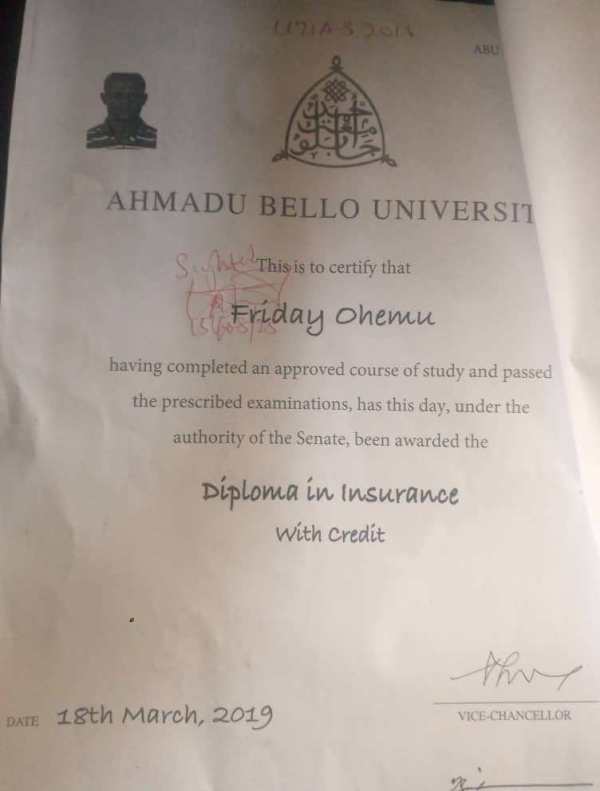 ABU
AHMADU BELLO UNIVERSIT
Sighted
This is to certify that
Friday Ohemu
having completed an approved course of study and passed
the prescribed examinations, has this day, under the
authority of the Senate, been awarded the
Diploma in Insurance
With Credit
DATE 18th March, 2019
VICE-CHANCELLOR